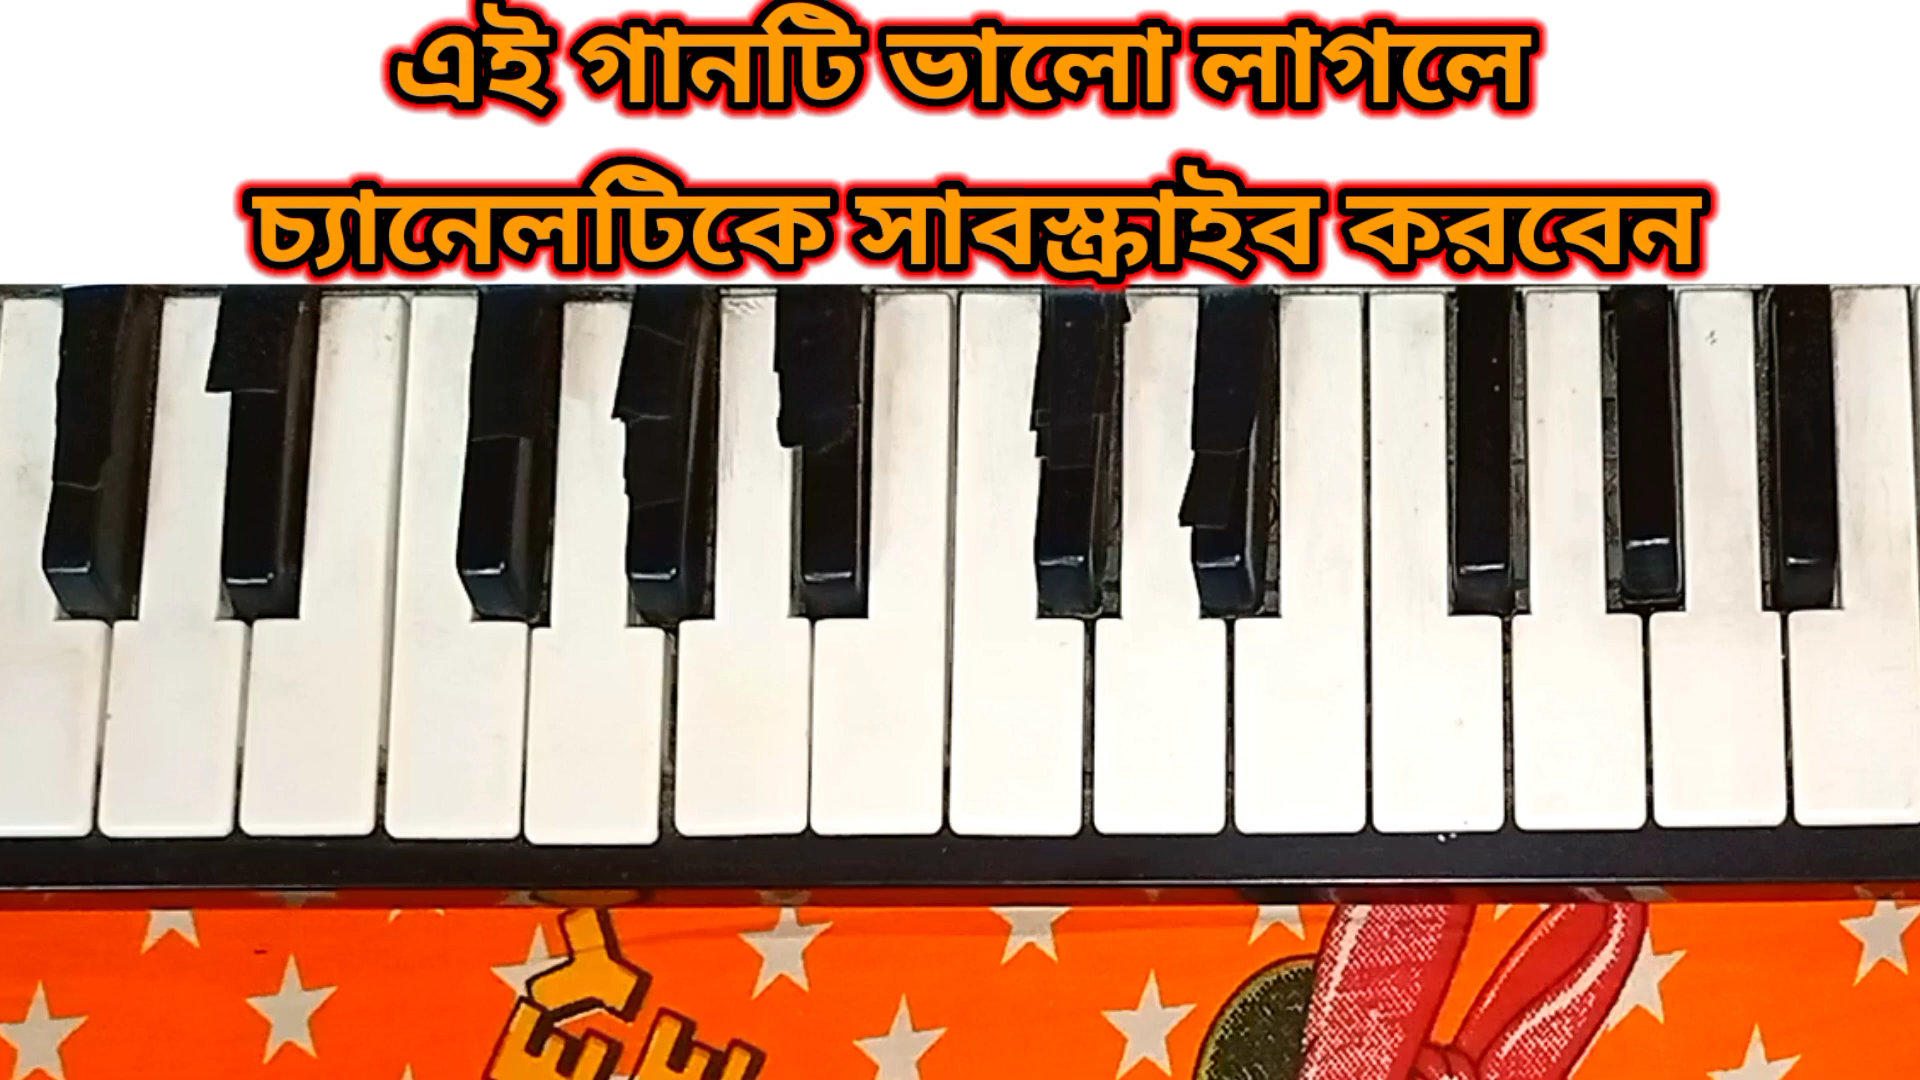 এই গানটি ভালো লাগলে
চ্যানেলটিকে সাবস্ক্রাইব করবেন